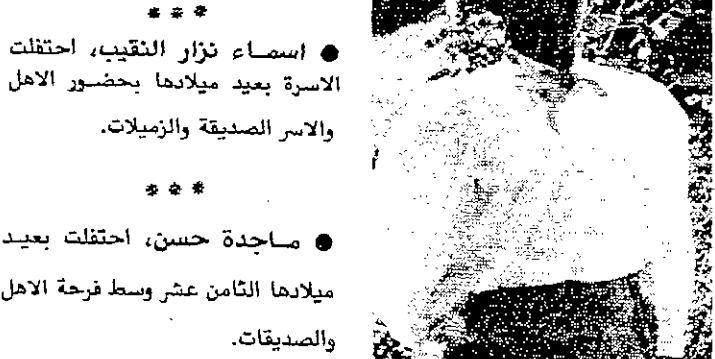 ***
● اسمـاء نزار النقيب، احتفلت
الاسرة بعيد ميلادها بحضور الاهل
والاسر الصديقة والزميلات.
***
● مـاجدة حسن، احتفلت بعيد
ميلادها الثامن عشر وسط فرحة الاهل
والصديقات.